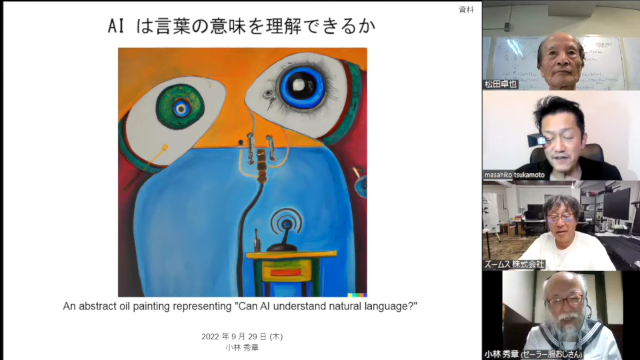 資料
AI は言葉の意味を理解できるか
An abstract oil painting representing "Can AI understand natural language?"
2022 年 9 月 29 日 (木)
小林 秀章
松田卓也
masahiko tsukamoto
ズームス 株式会社
小林 秀章 (セーラー服おじさん)